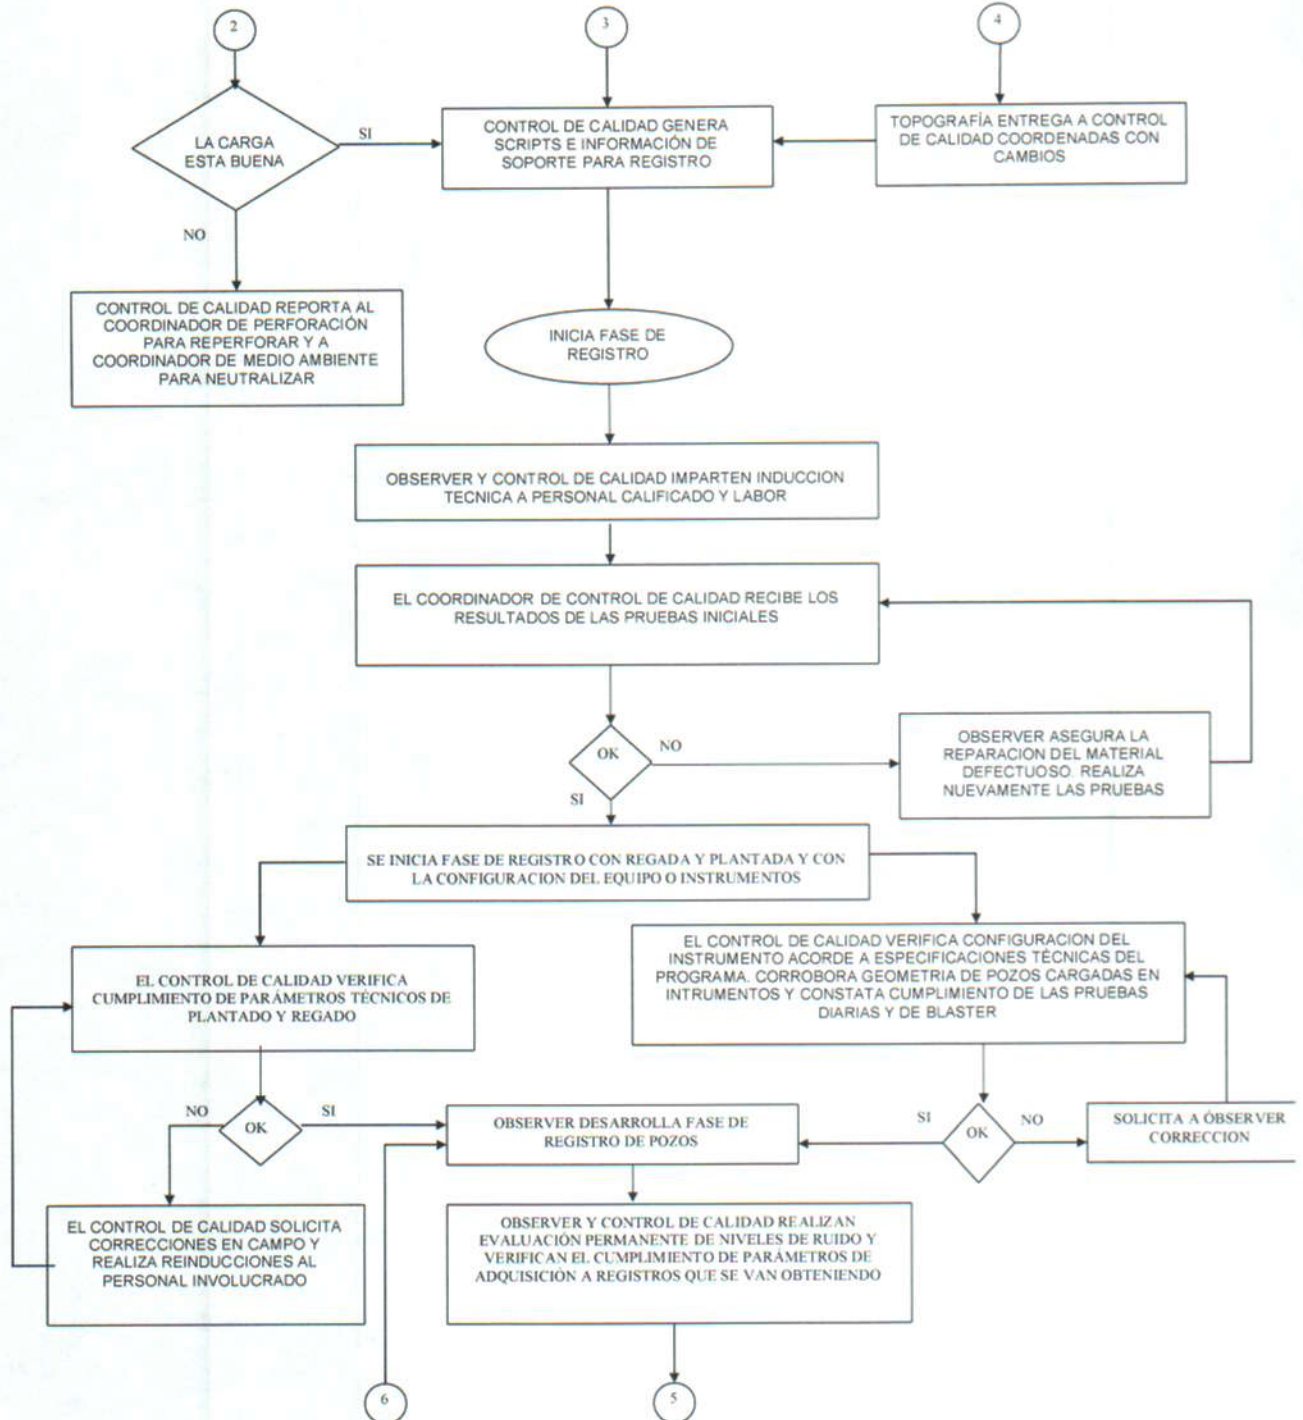 2
3
4
LA CARGA
ESTA BUENA
SI
NO
CONTROL DE CALIDAD GENERA
SCRIPTS E INFORMACIÓN DE
SOPORTE PARA REGISTRO
TOPOGRAFÍA ENTREGA A CONTROL
DE CALIDAD COORDENADAS CON
CAMBIOS
CONTROL DE CALIDAD REPORTA AL
COORDINADOR DE PERFORACIÓN
PARA REPERFORAR Y A
COORDINADOR DE MEDIO AMBIENTE
PARA NEUTRALIZAR
INICIA FASE DE
REGISTRO
OBSERVER Y CONTROL DE CALIDAD IMPARTEN INDUCCION
TECNICA A PERSONAL CALIFICADO Y LABOR
EL COORDINADOR DE CONTROL DE CALIDAD RECIBE LOS
RESULTADOS DE LAS PRUEBAS INICIALES
OK
NO
SI
OBSERVER ASEGURA LA
REPARACION DEL MATERIAL
DEFECTUOSO. REALIZA
NUEVAMENTE LAS PRUEBAS
SE INICIA FASE DE REGISTRO CON REGADA Y PLANTADA Y CON
LA CONFIGURACION DEL EQUIPO O INSTRUMENTOS
EL CONTROL DE CALIDAD VERIFICA
CUMPLIMIENTO DE PARÁMETROS TÉCNICOS DE
PLANTADO Y REGADO
EL CONTROL DE CALIDAD VERIFICA CONFIGURACION DEL
INSTRUMENTO ACORDE A ESPECIFICACIONES TÉCNICAS DEL
PROGRAMA. CORROBORA GEOMETRIA DE POZOS CARGADAS EN
INTRUMENTOS Y CONSTATA CUMPLIMIENTO DE LAS PRUEBAS
DIARIAS Y DE BLASTER
NO
OK
SI
OBSERVER DESARROLLA FASE DE
REGISTRO DE POZOS
SI
OK
NO
SOLICITA A ÓBSERVER
CORRECCION
EL CONTROL DE CALIDAD SOLICITA
CORRECCIONES EN CAMPO Y
REALIZA REINDUCCIONES AL
PERSONAL INVOLUCRADO
OBSERVER Y CONTROL DE CALIDAD REALIZAN
EVALUACIÓN PERMANENTE DE NIVELES DE RUIDO Y
VERIFICAN EL CUMPLIMIENTO DE PARÁMETROS DE
ADQUISICIÓN A REGISTROS QUE SE VAN OBTENIENDO
6
5